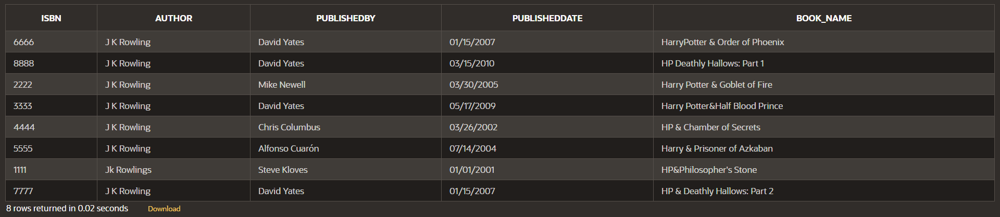 ISBN AUTHOR PUBLISHEDBY PUBLISHEDDATE BOOK_NAME
6666 J K Rowling David Yates 01/15/2007 HarryPotter & Order of Phoenix
8888 J K Rowling David Yates 03/15/2010 HP Deathly Hallows: Part 1
2222 J K Rowling Mike Newell 03/30/2005 Harry Potter & Goblet of Fire
3333 J K Rowling David Yates 05/17/2009 Harry Potter&Half Blood Prince
4444 J K Rowling Chris Columbus 03/26/2002 HP & Chamber of Secrets
5555 J K Rowling Alfonso Cuarón 07/14/2004 Harry & Prisoner of Azkaban
1111 Jk Rowlings Steve Kloves 01/01/2001 HP&Philosopher's Stone
7777 J K Rowling David Yates 01/15/2007 HP & Deathly Hallows: Part 2
8 rows returned in 0.02 seconds Download